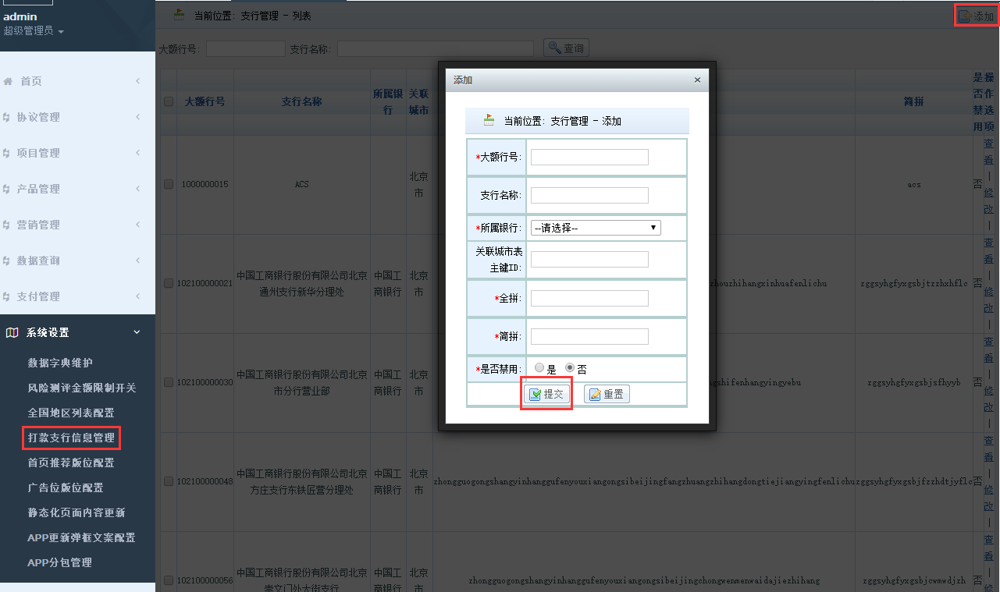 admin
超级管理员
首页
协议管理
项目管理
产品管理
营销管理
数据查询
支付管理
系统设置
数据字典维护
风险测评金额限制开关
全国地区列表配置
打款支行信息管理
首页推荐版位配置
广告位版位配置
静态化页面内容更新
APP更新弹框文案配置
APP分包管理
当前位置: 支行管理 - 列表
添加
大额行号: 支行名称: 查询
大额行号 支行名称 所属银行 关联城市 简拼 是否禁用 操作选项
1000000015 ACS 北京市 acs 否 查看 | 修改 |
102100000021 中国工商银行股份有限公司北京通州支行新华分理处 中国工商银行 北京市 zhouzhihangxinhuafenlichu zggsyhgfyxgsbjtzzhxhflc 否 查看 | 修改 |
102100000030 中国工商银行股份有限公司北京市分行营业部 中国工商银行 北京市 gshifenhangyingyebu zggsyhgfyxgsbjsfhyyb 否 查看 | 修改 |
102100000048 中国工商银行股份有限公司北京方庄支行东铁匠营分理处 中国工商银行 北京市 zhongguogongshangyinhanggufenyouxiangongsibeijingfangzhuangzhihangdongtiejiangyingfenlichu zggsyhgfyxgsbjfzzhdtjyflc 否 查看 | 修改 |
102100000056 中国工商银行股份有限公司北京崇文门外大街支行 中国工商银行 北京市 zhongguogongshangyinhanggufenyouxiangongsibeijingchongwenmenwaidajiezhihang zggsyhgfyxgsbjcwmwdjzh 否 查看 |
添加 ×
当前位置: 支行管理 - 添加
*大额行号:
支行名称:
*所属银行: --请选择--
关联城市表
主键ID:
*全拼:
*简拼:
*是否禁用: 是 否
提交 重置